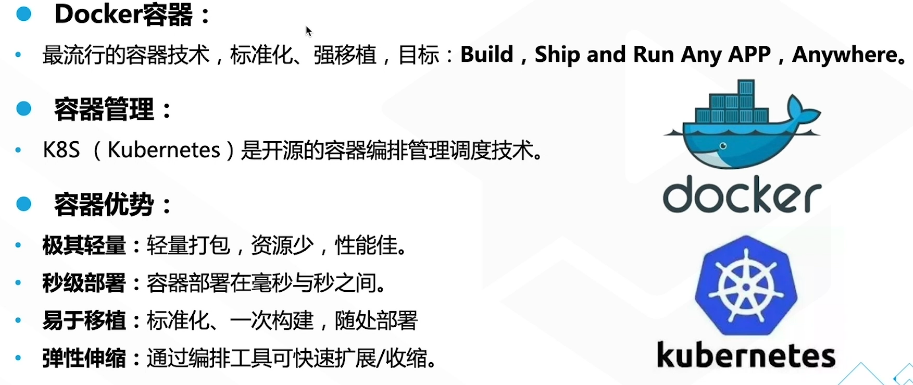 Docker容器：
最流行的容器技术，标准化、强移植，目标：Build，Ship and Run Any APP，Anywhere。
容器管理：
K8S （Kubernetes）是开源的容器编排管理调度技术。
docker
容器优势：
极其轻量：轻量打包，资源少，性能佳。
秒级部署：容器部署在毫秒与秒之间。
易于移植：标准化、一次构建，随处部署
弹性伸缩：通过编排工具可快速扩展/收缩。
kubernetes